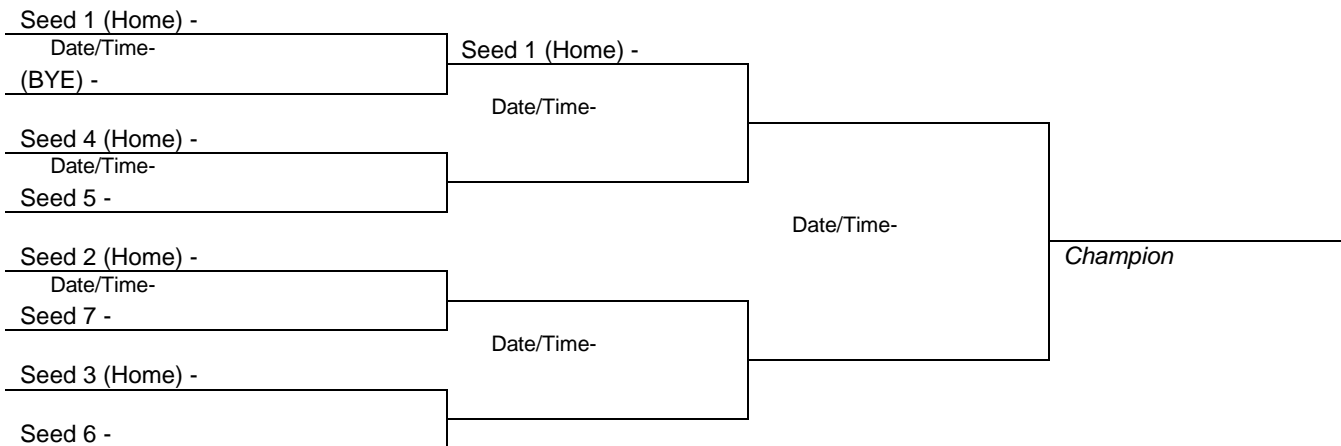 Seed 1 (Home) -
Date/Time-
(BYE) -
Seed 4 (Home) -
Date/Time-
Seed 5 -
Seed 2 (Home) -
Date/Time-
Seed 7 -
Seed 3 (Home) -
Seed 6 -
Seed 1 (Home) -
Date/Time-
Date/Time-
Date/Time-
Champion